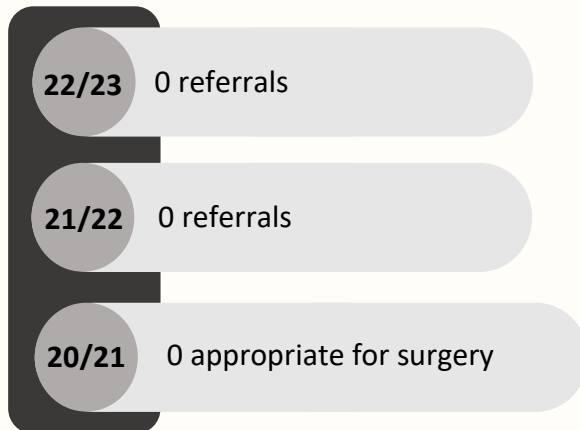 22/23 0 referrals
21/22 0 referrals
20/21 0 appropriate for surgery